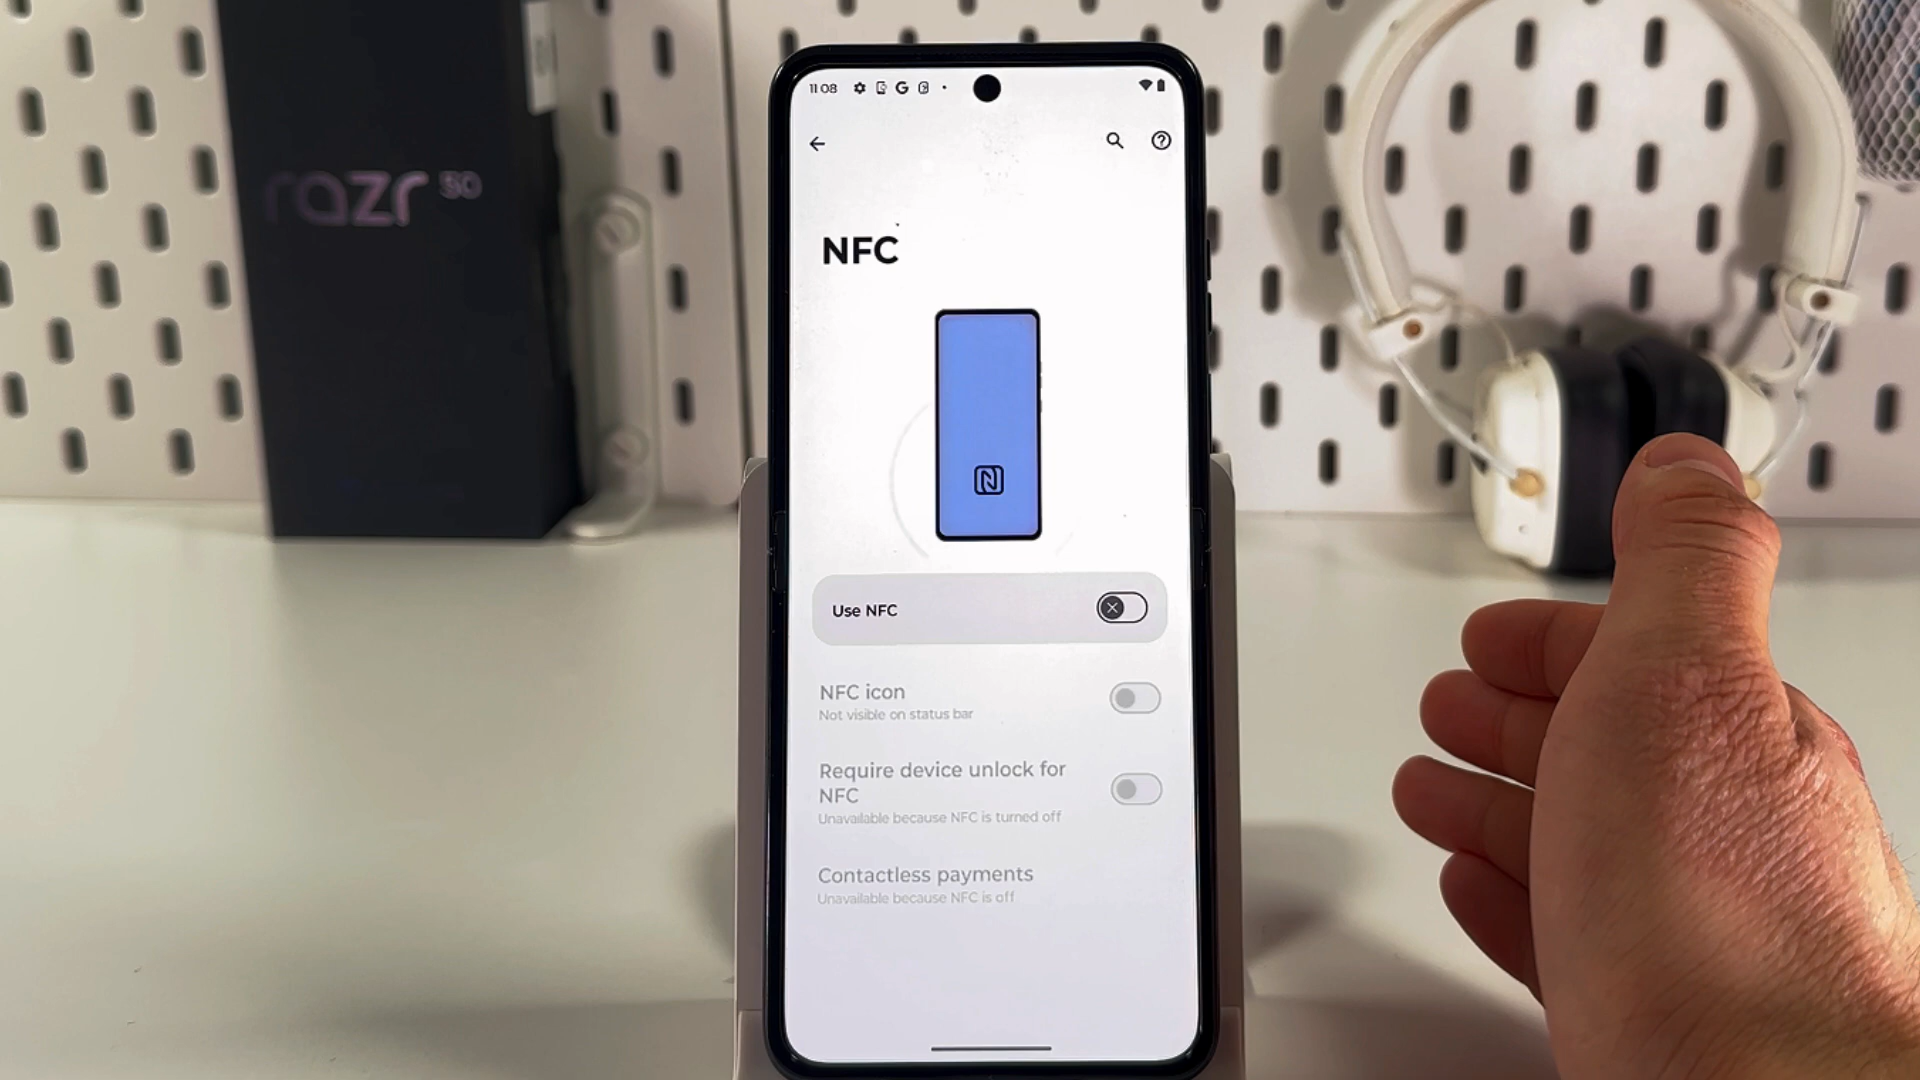 razr 50
11 08
NFC
Use NFC
NFC icon
Not visible on status bar
Require device unlock for
NFC
Unavailable because NFC is turned off
Contactless payments
Unavailable because NFC is off